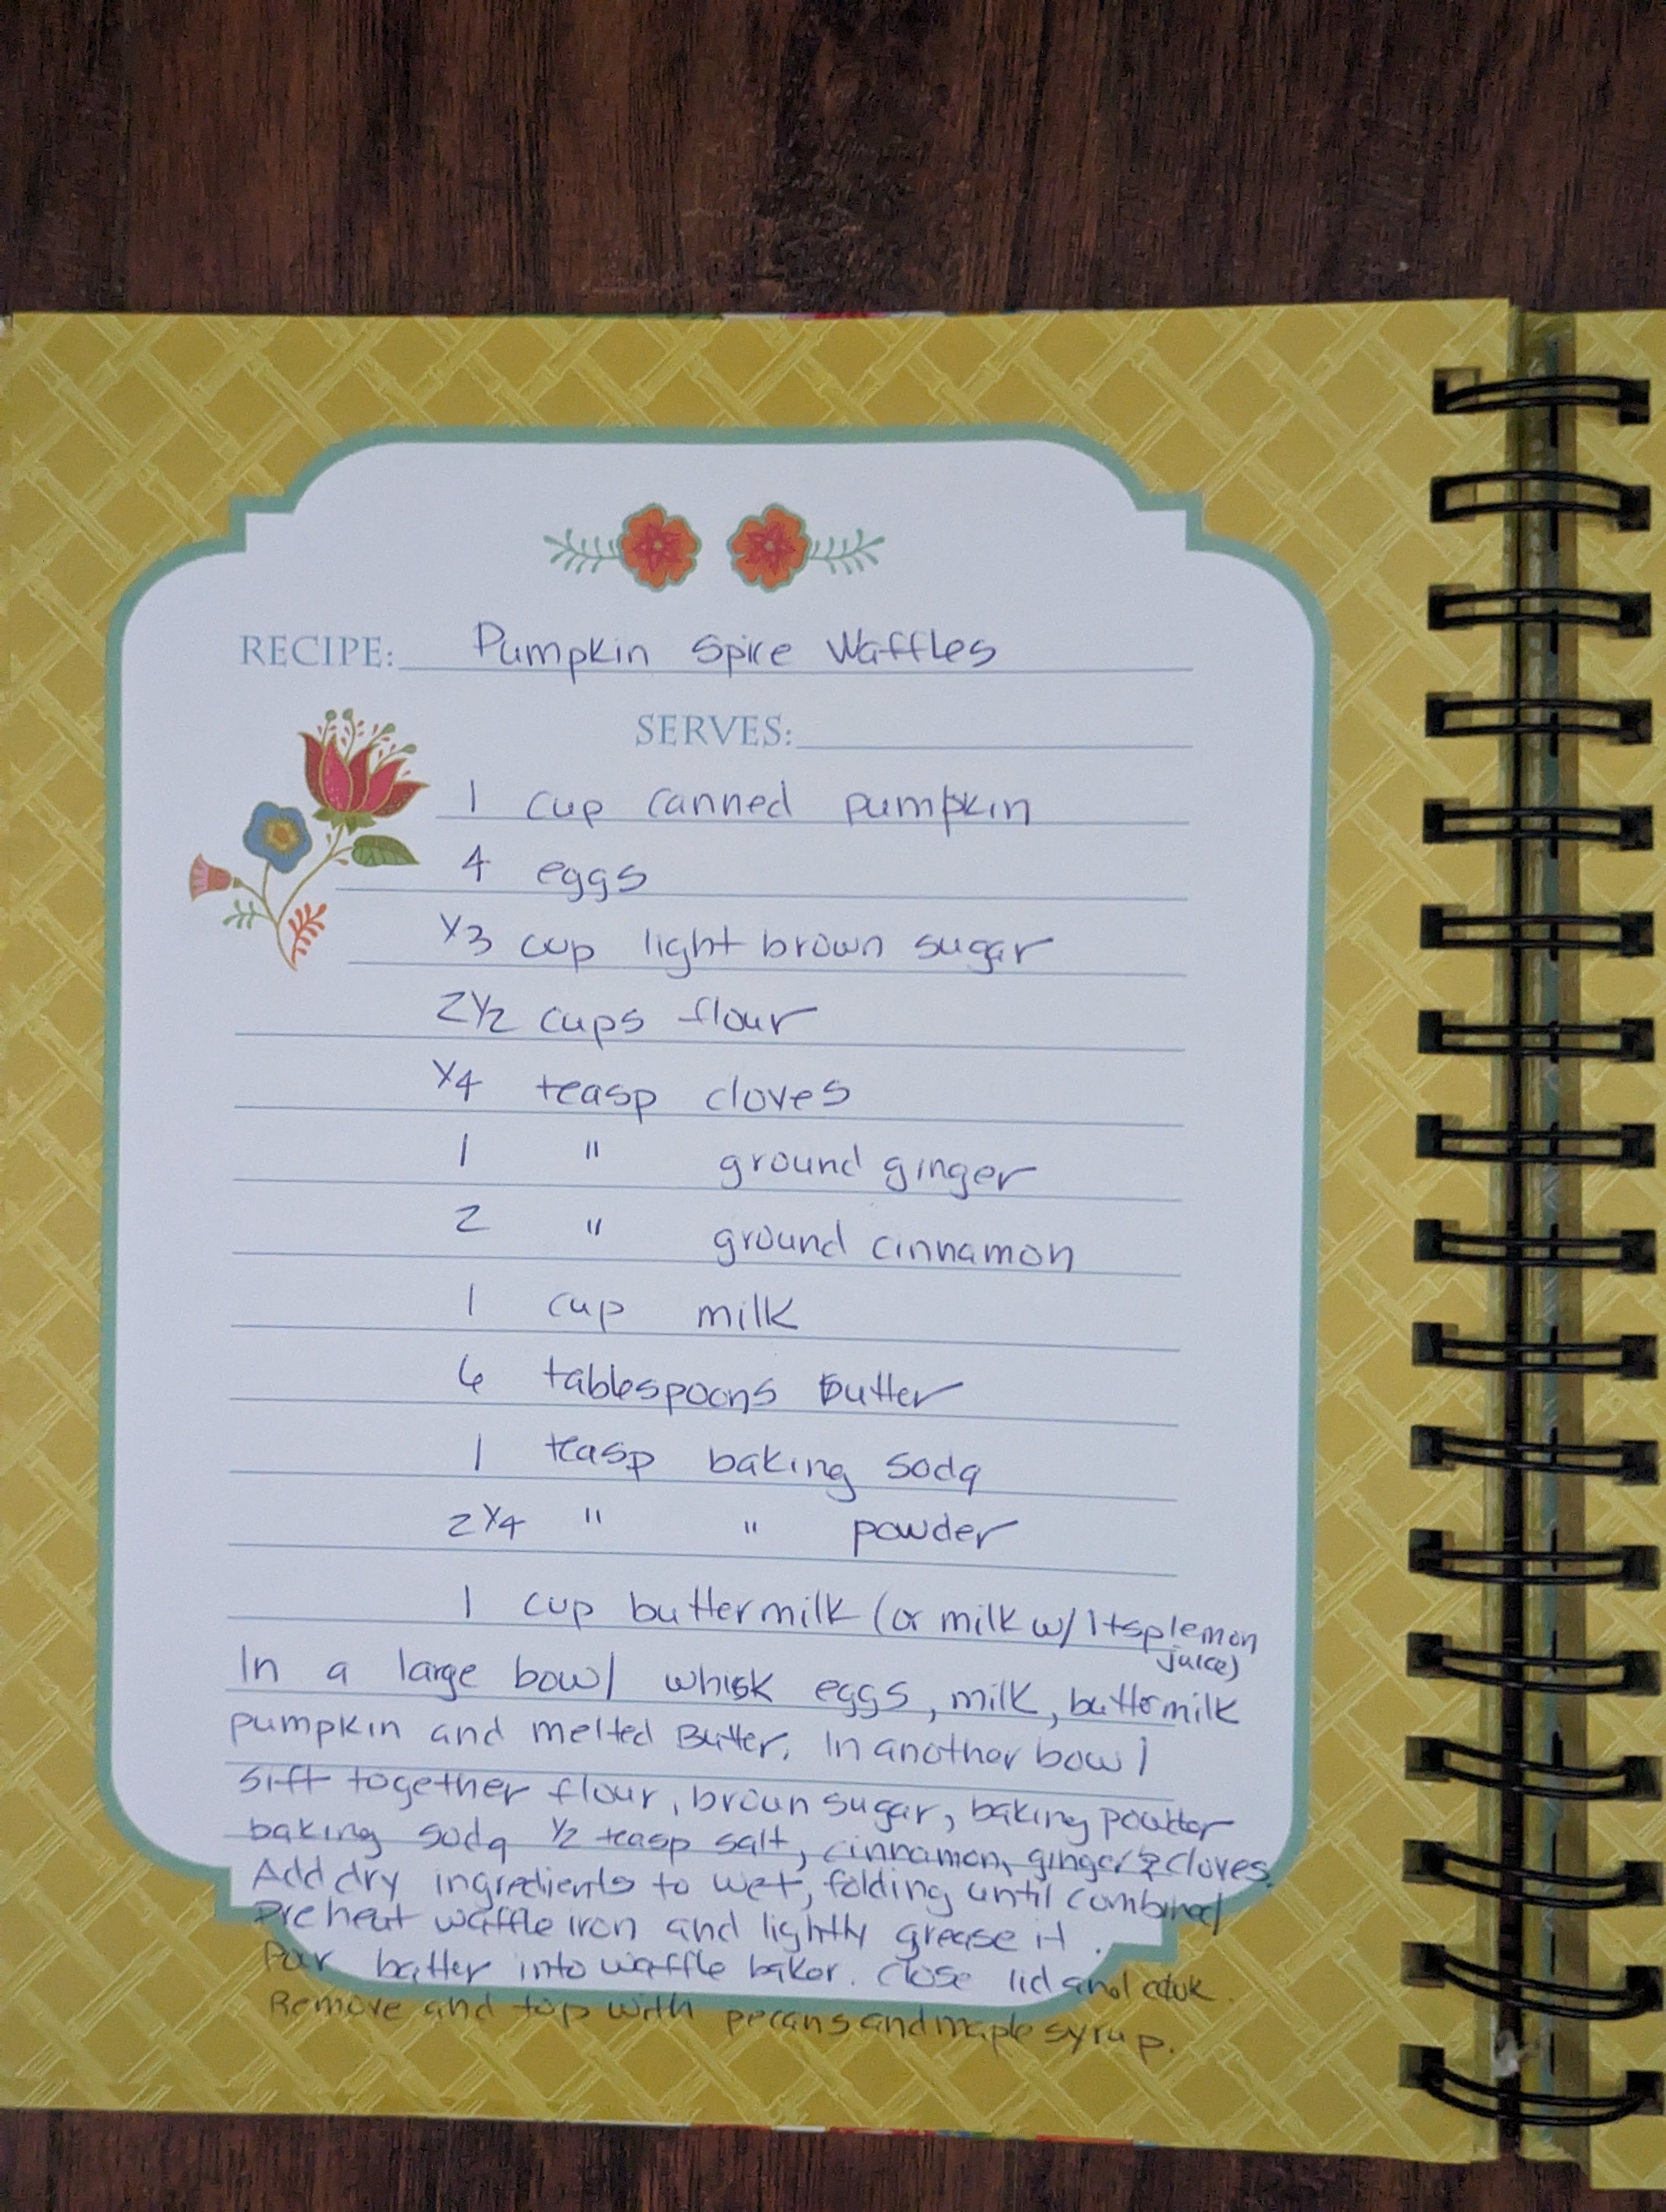 RECIPE: Pumpkin Spice Waffles
SERVES:
1 cup canned pumpkin
4 eggs
1/3 cup light brown sugar
2 1/2 cups flour
1/4 teasp cloves
1 " ground ginger
2 " ground cinnamon
1 cup milk
6 tablespoons butter
1 teasp baking soda
2 1/4 " " powder
1 cup buttermilk (or milk w/ 1 tsp lemon
juice)
In a large bowl whisk eggs, milk, buttermilk
pumpkin and melted Butter. In another bowl
sift together flour, brown sugar, baking powder
baking soda 1/2 teasp salt, cinnamon, ginger & cloves.
Add dry ingredients to wet, folding until combined
Preheat waffle iron and lightly grease it.
Pour batter into waffle baker. Close lid and cook.
Remove and top with pecans and maple syrup.